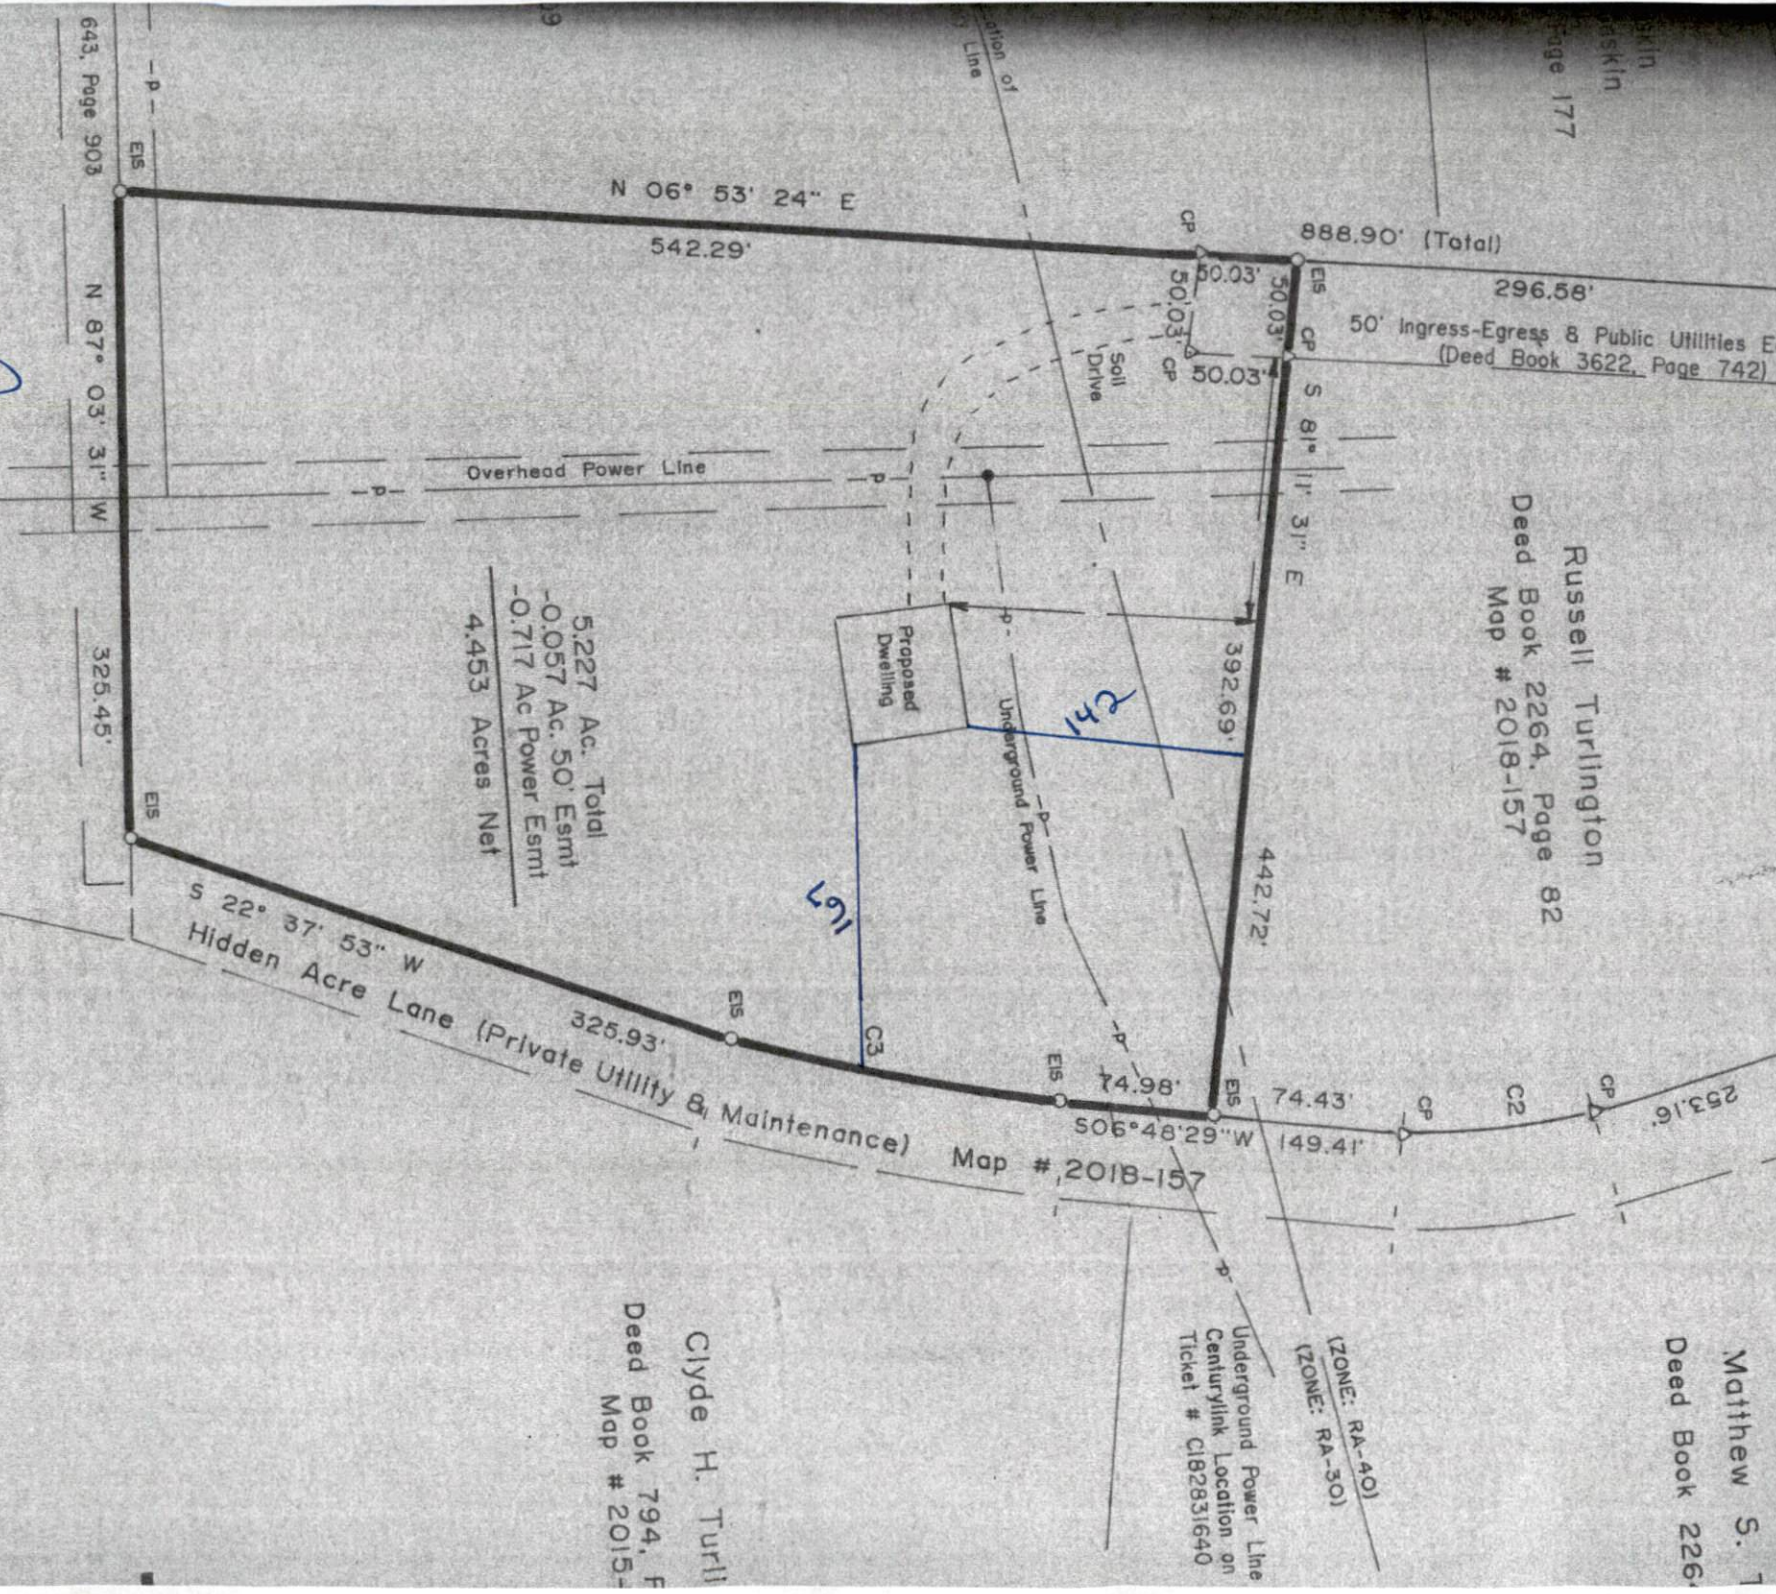 643, Page 903
EIS
-P-
N 87° 03' 31" W
325.45'
N 06° 53' 24" E
542.29'
Line
CP
888.90' (Total)
50.03'
50.03'
50.03'
50.03'
EIS
CP
CP
296.58'
50' Ingress-Egress & Public Utilities E
(Deed Book 3622, Page 742)
Page 177
Soil
Drive
S 81° 11' 31" E
392.69'
442.72'
Overhead Power Line
-P-
-P-
Russell Turlington
Deed Book 2264, Page 82
Map # 2018-157
5.227 Ac. Total
-0.057 Ac. 50' Esmt
-0.717 Ac Power Esmt
4.453 Acres Net
Proposed
Dwelling
-P-
Underground Power Line
-P-
142
167
C3
EIS
S 22° 37' 53" W
325.93'
Hidden Acre Lane (Private Utility & Maintenance) Map # 2018-157
EIS
EIS
74.98'
-P-
EIS
S06°48'29"W
74.43'
149.41'
CP
C2
CP
253.16'
-P-
Underground Power Line
Centurylink Location on
Ticket # C182831640
(ZONE: RA-40)
(ZONE: RA-30)
Clyde H. Turli
Deed Book 794, P
Map # 2015-
Matthew S. T
Deed Book 226